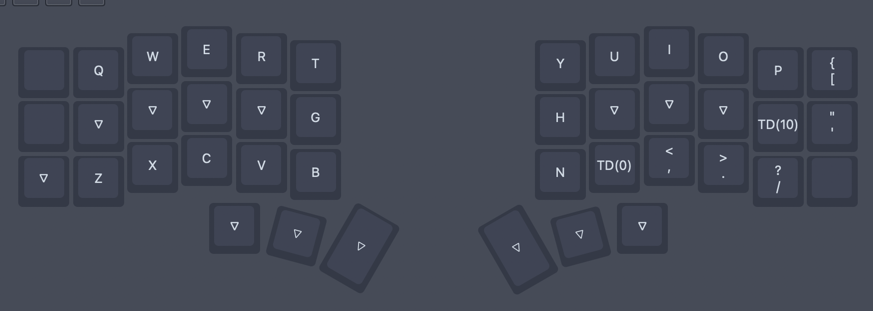 Q W E R T Y U I O P {
[
▽ ▽ ▽ ▽ G H ▽ ▽ ▽ TD(10) "
'
▽ Z X C V B N TD(0) <
, >
. ?
/
▽ ▽ ▷ ◁ ▽ ▽